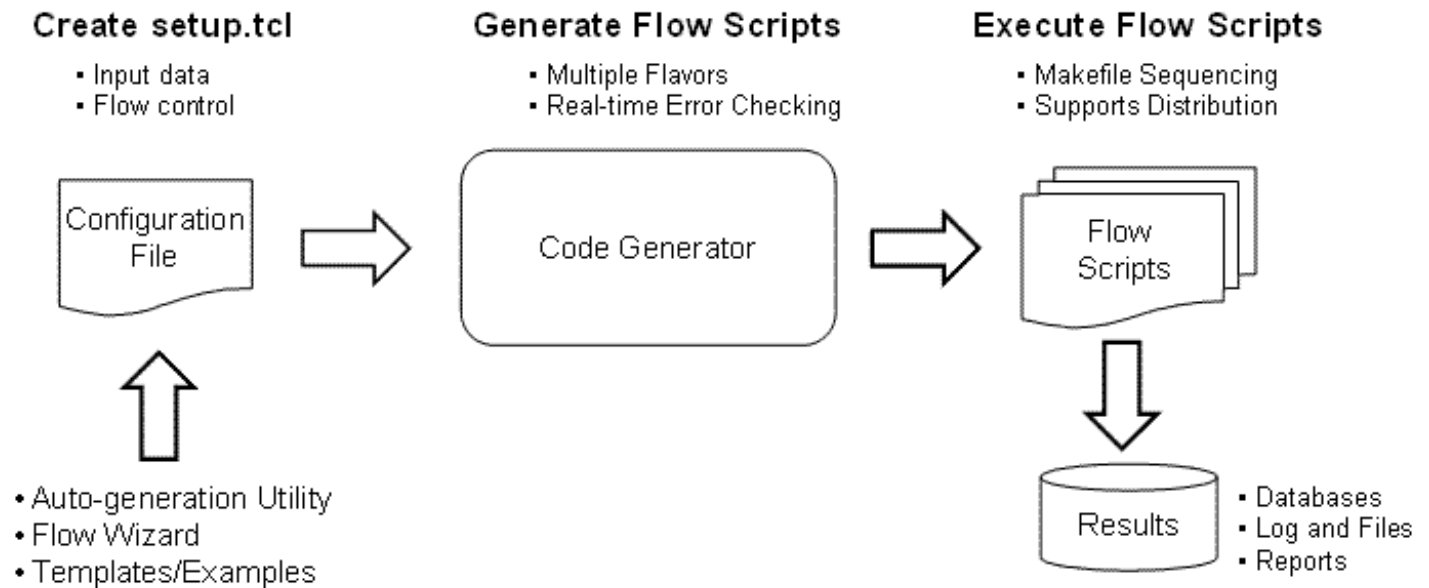 Create setup.tcl
▪ Input data
▪ Flow control
Generate Flow Scripts
▪ Multiple Flavors
▪ Real-time Error Checking
Execute Flow Scripts
▪ Makefile Sequencing
▪ Supports Distribution
Configuration
File
Code Generator
Flow
Scripts
• Auto-generation Utility
• Flow Wizard
• Templates/Examples
Results
▪ Databases
▪ Log and Files
▪ Reports